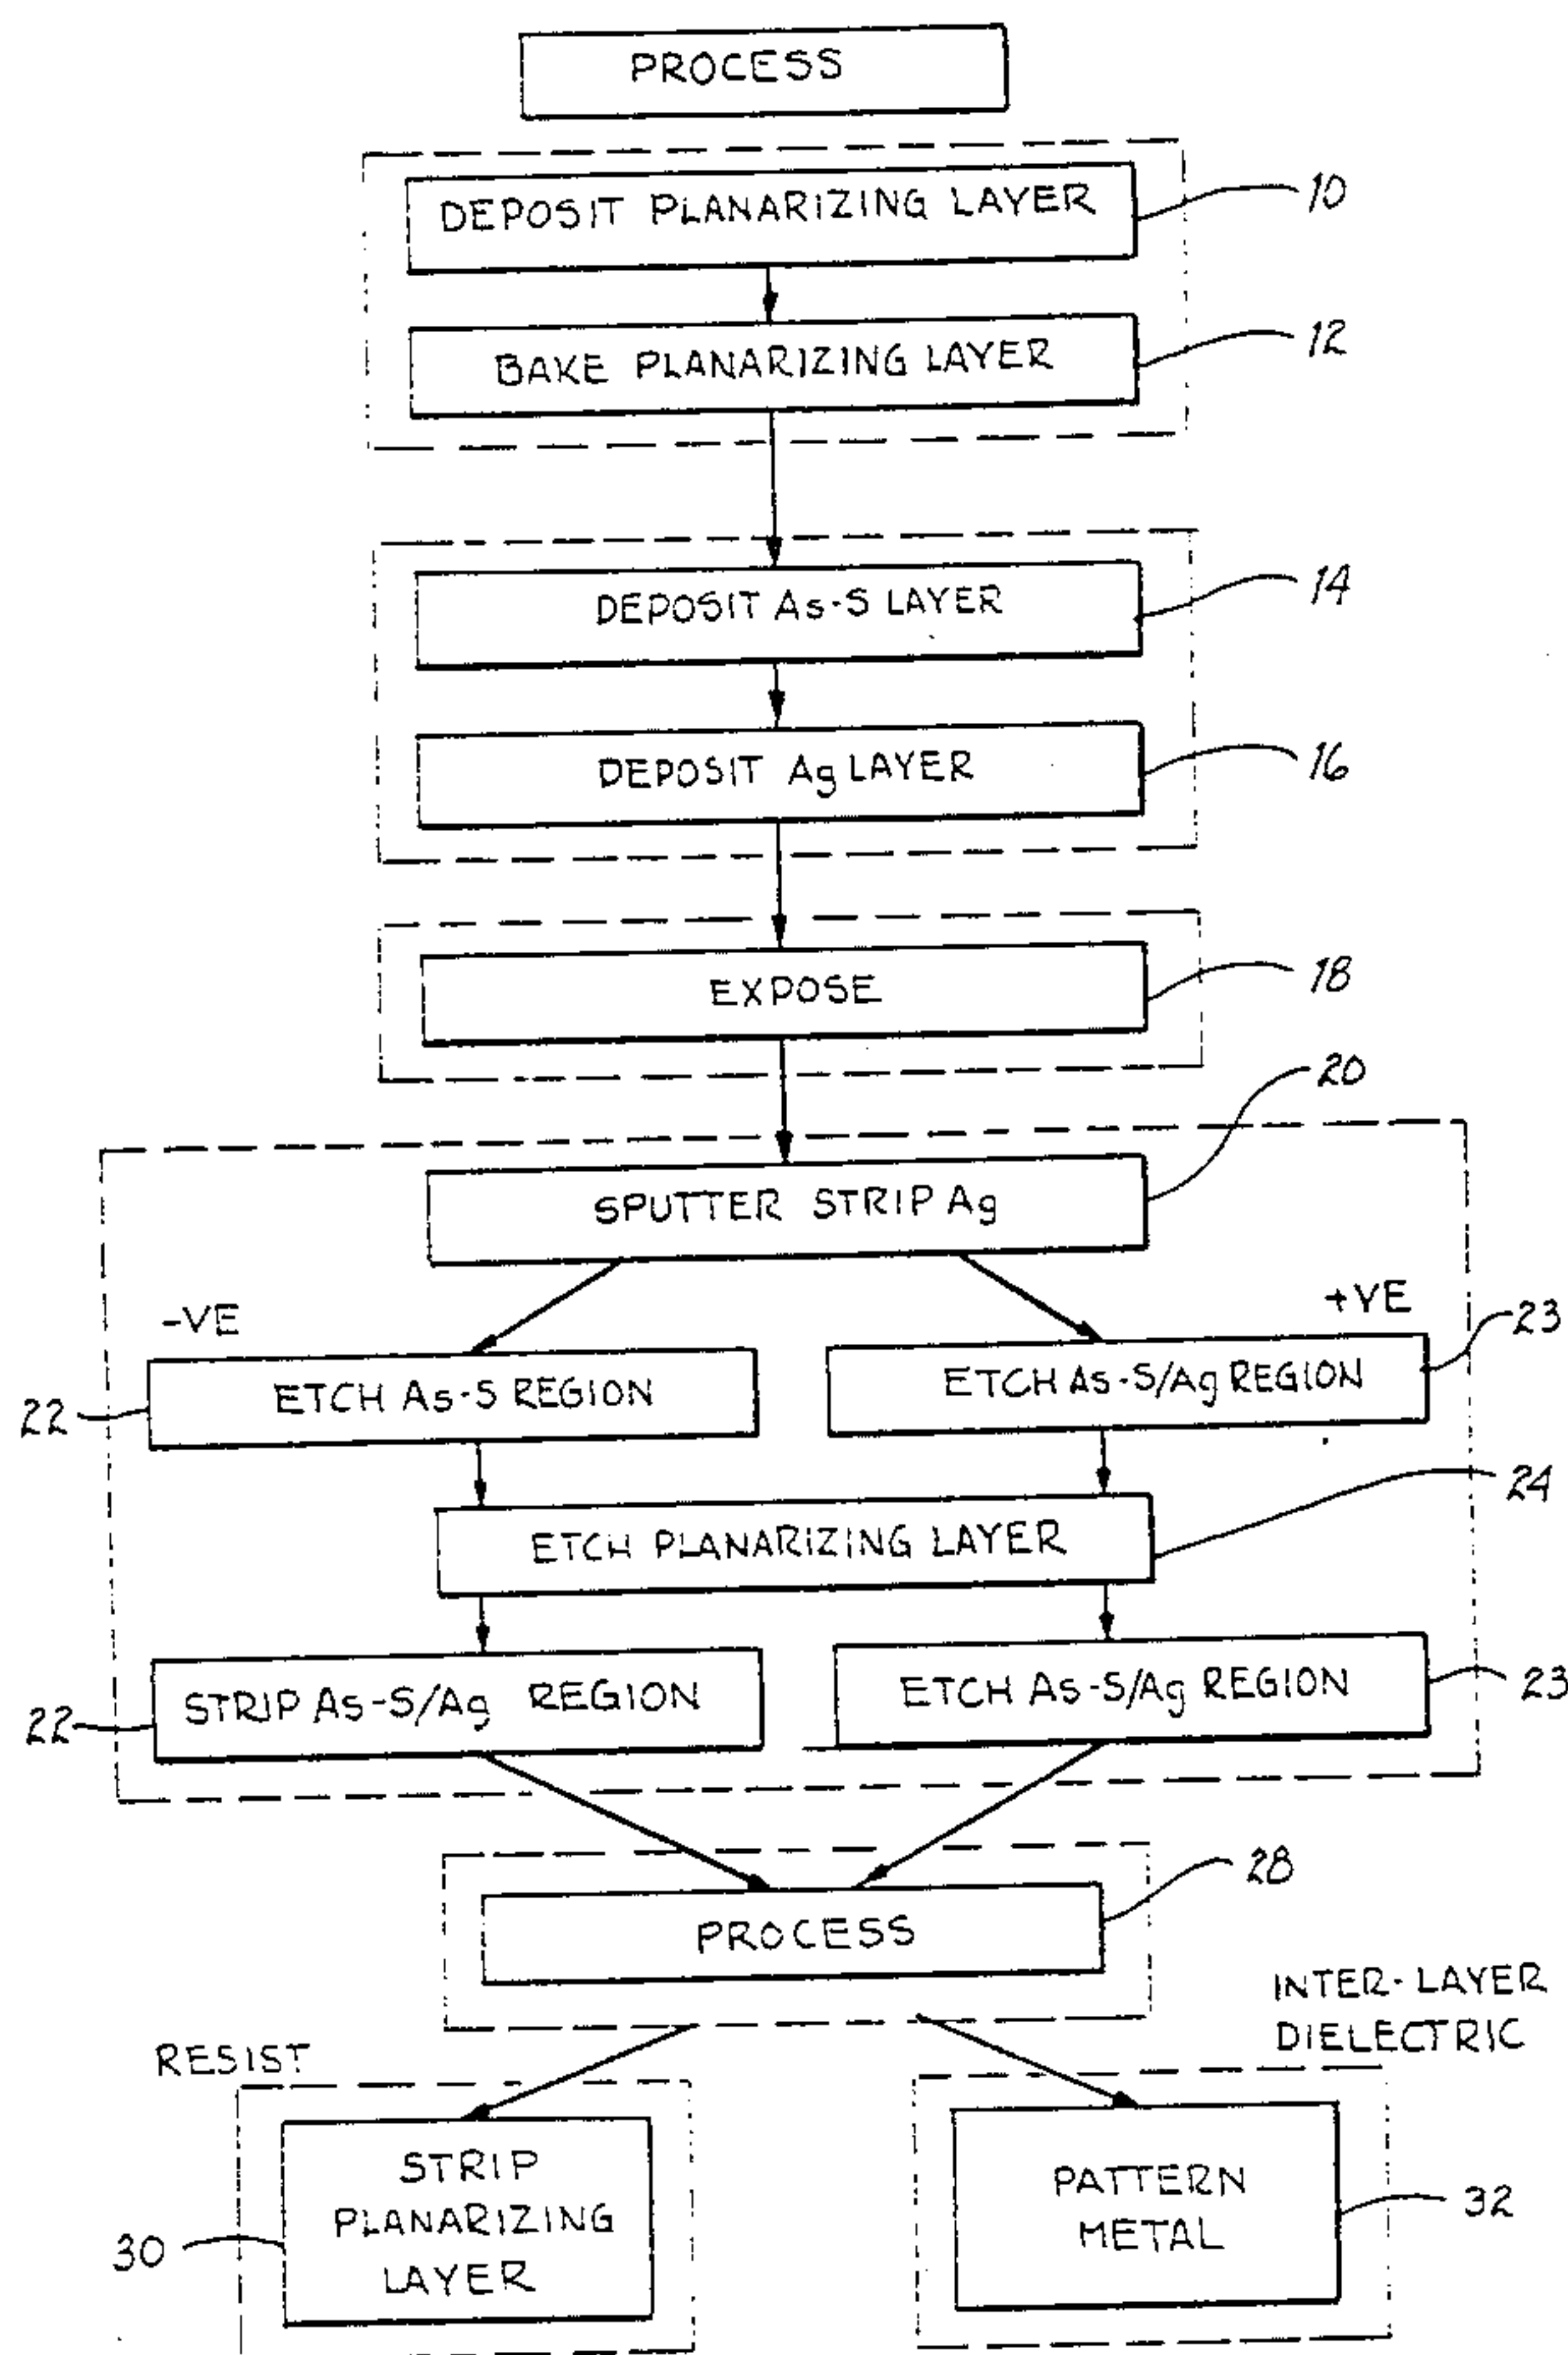 PROCESS
DEPOSIT PLANARIZING LAYER
10
BAKE PLANARIZING LAYER
12
DEPOSIT As-S LAYER
14
DEPOSIT Ag LAYER
16
EXPOSE
18
20
SPUTTER STRIP Ag
-VE
+VE
23
ETCH As-S REGION
ETCH As-S/Ag REGION
22
24
ETCH PLANARIZING LAYER
STRIP As-S/Ag REGION
ETCH As-S/Ag REGION
23
22
28
PROCESS
INTER-LAYER
DIELECTRIC
RESIST
STRIP
PLANARIZING
LAYER
30
PATTERN
METAL
32